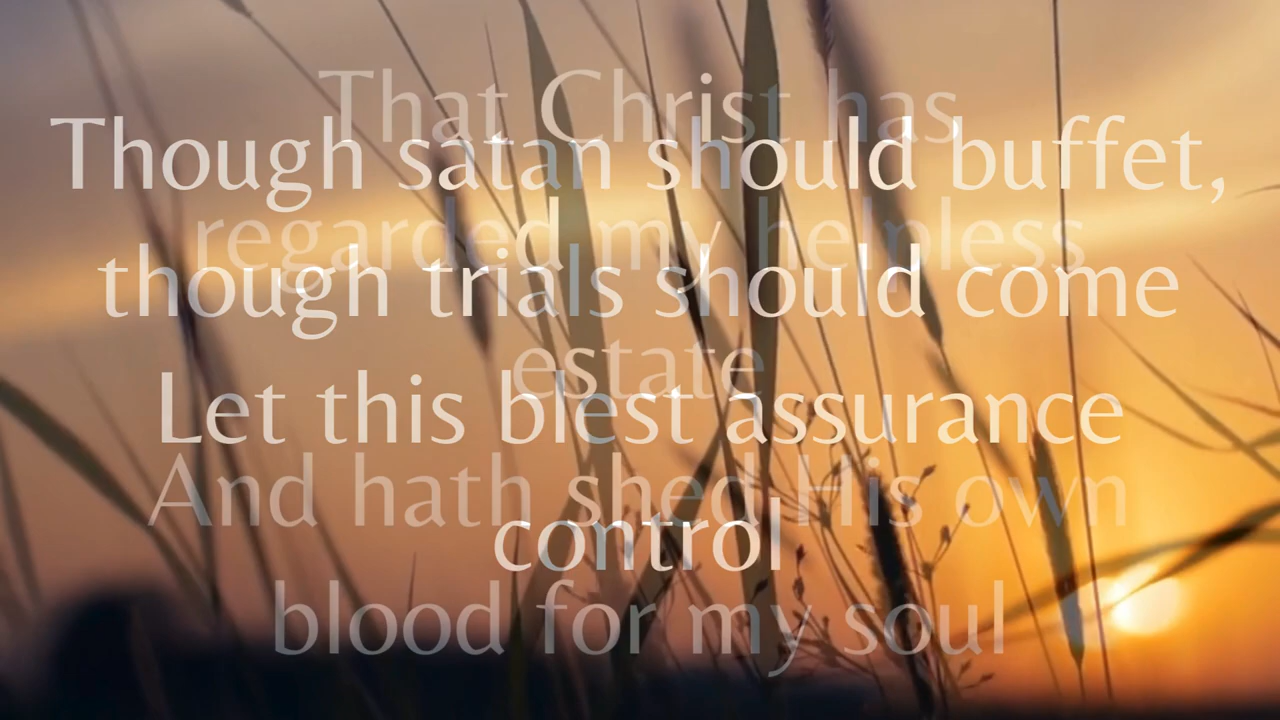 Though satan should buffet,
though trials should come
Let this blest assurance
control
That Christ has
regarded my helpless
estate
And hath shed His own
blood for my soul